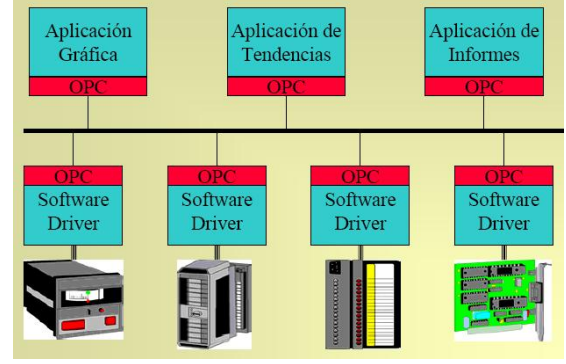 Aplicación
Gráfica
OPC
Aplicación de
Tendencias
OPC
Aplicación de
Informes
OPC
OPC
Software
Driver
OPC
Software
Driver
OPC
Software
Driver
OPC
Software
Driver